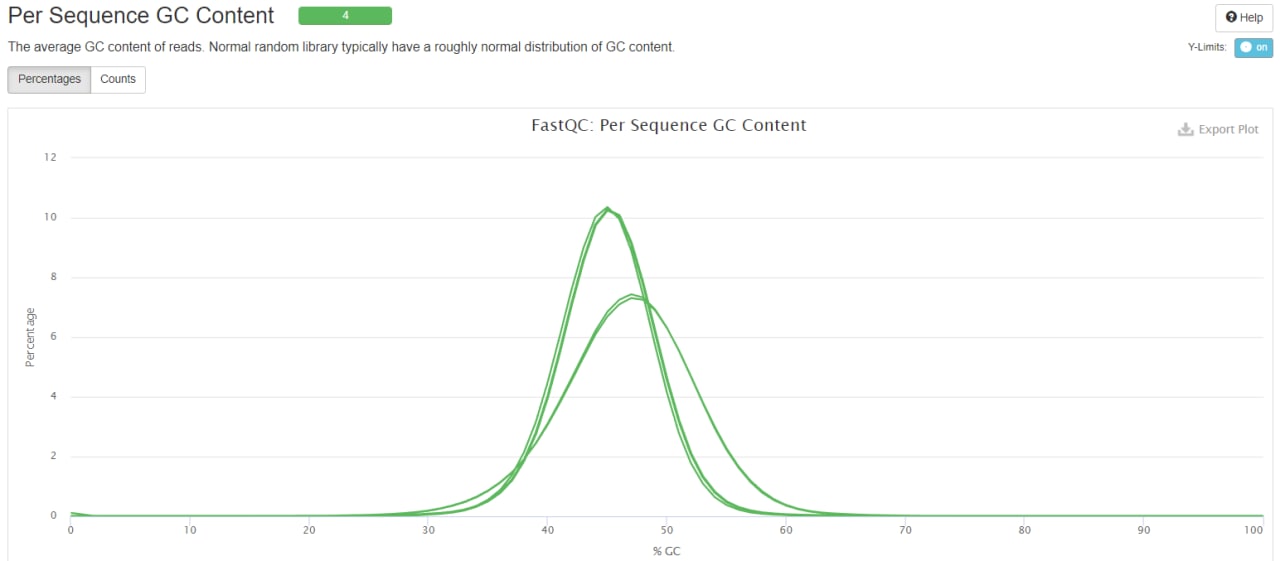 Per Sequence GC Content 4
Help
The average GC content of reads. Normal random library typically have a roughly normal distribution of GC content.
Y-Limits: on
Percentages Counts
FastQC: Per Sequence GC Content
Export Plot
12
10
8
6
4
2
0
Percentage
0 10 20 30 40 50 60 70 80 90 100
% GC